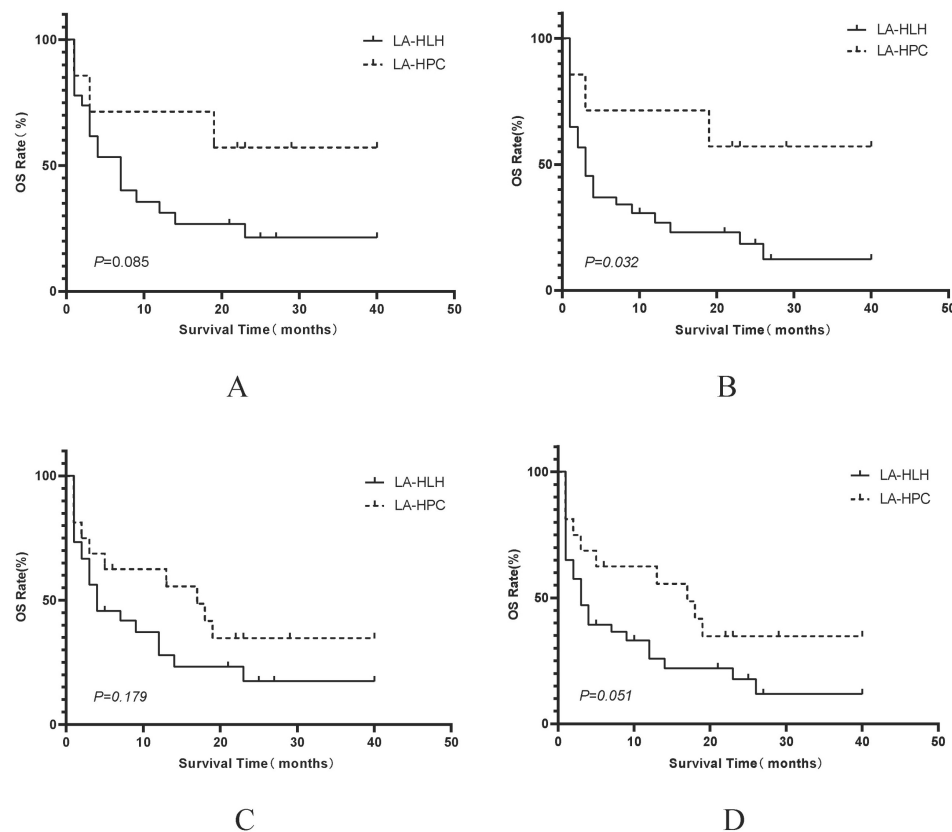 100
50
0
OS Rate( %)
LA-HLH
LA-HPC
P=0.085
0 10 20 30 40 50
Survival Time( months)
A
100
50
0
OS Rate(%)
LA-HLH
LA-HPC
P=0.032
0 10 20 30 40 50
Survival Time( months)
B
100
50
0
OS Rate(%)
LA-HLH
LA-HPC
P=0.179
0 10 20 30 40 50
Survival Time( months)
C
100
50
0
OS Rate(%)
LA-HLH
LA-HPC
P=0.051
0 10 20 30 40 50
Survival Time( months)
D